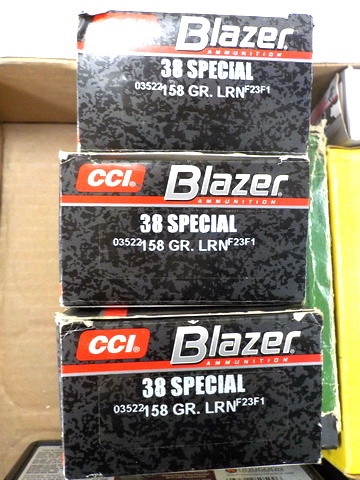 Blazer®
AMMUNITION
38 SPECIAL
03522 158 GR. LRN F23F1
CCI® Blazer®
AMMUNITION
38 SPECIAL
03522 158 GR. LRN F23F1
CCI® Blazer®
AMMUNITION
38 SPECIAL
03522 158 GR. LRN F23F1